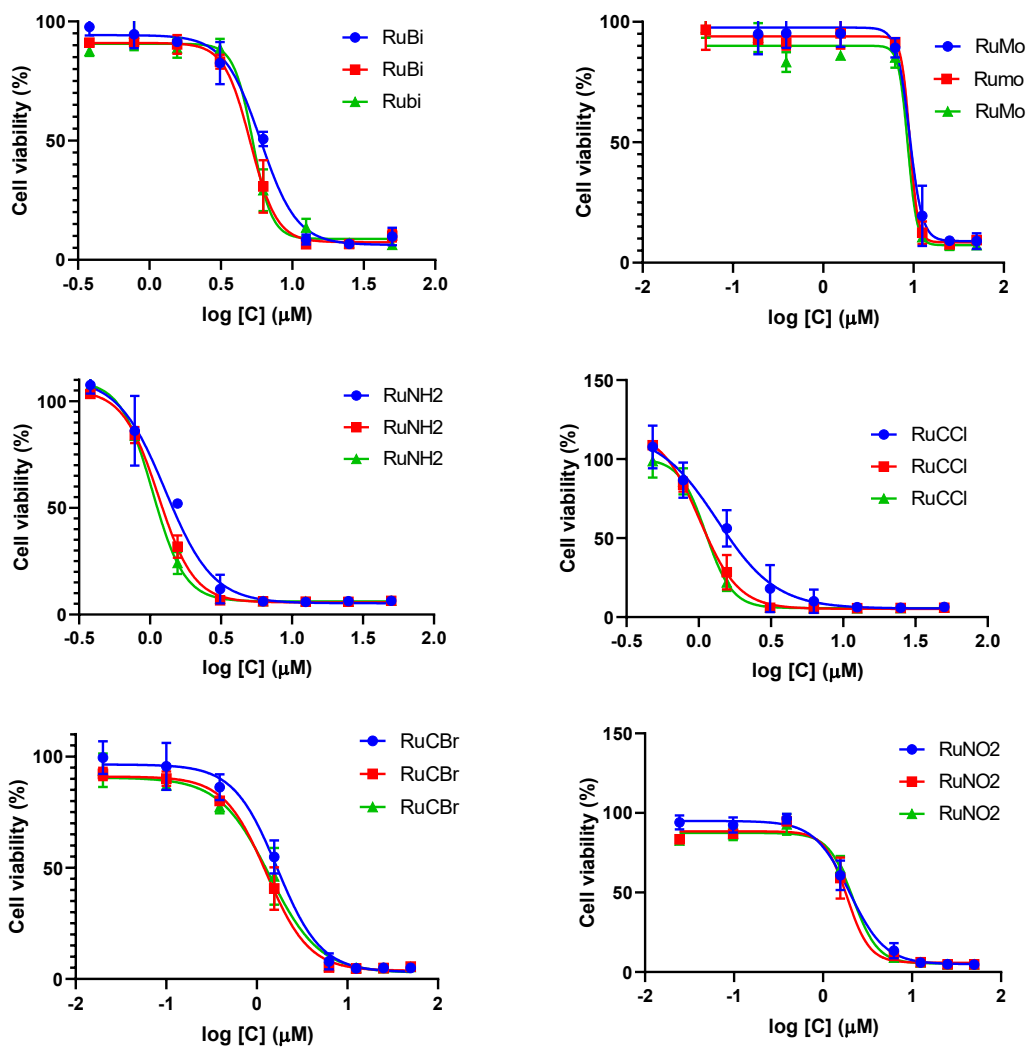 100
50
0
Cell viability (%)
-0.5 0.0 0.5 1.0 1.5 2.0
log [C] (μM)
RuBi
RuBi
Rubi
100
50
0
Cell viability (%)
-2 -1 0 1 2
log [C] (μM)
RuMo
Rumo
RuMo
100
50
0
Cell viability (%)
-0.5 0.0 0.5 1.0 1.5 2.0
log [C] (μM)
RuNH2
RuNH2
RuNH2
150
100
50
0
Cell viability (%)
-0.5 0.0 0.5 1.0 1.5 2.0
log [C] (μM)
RuCCl
RuCCl
RuCCl
100
50
0
Cell viability (%)
-2 -1 0 1 2
log [C] (μM)
RuCBr
RuCBr
RuCBr
150
100
50
0
Cell viability (%)
-2 -1 0 1 2
log [C] (μM)
RuNO2
RuNO2
RuNO2